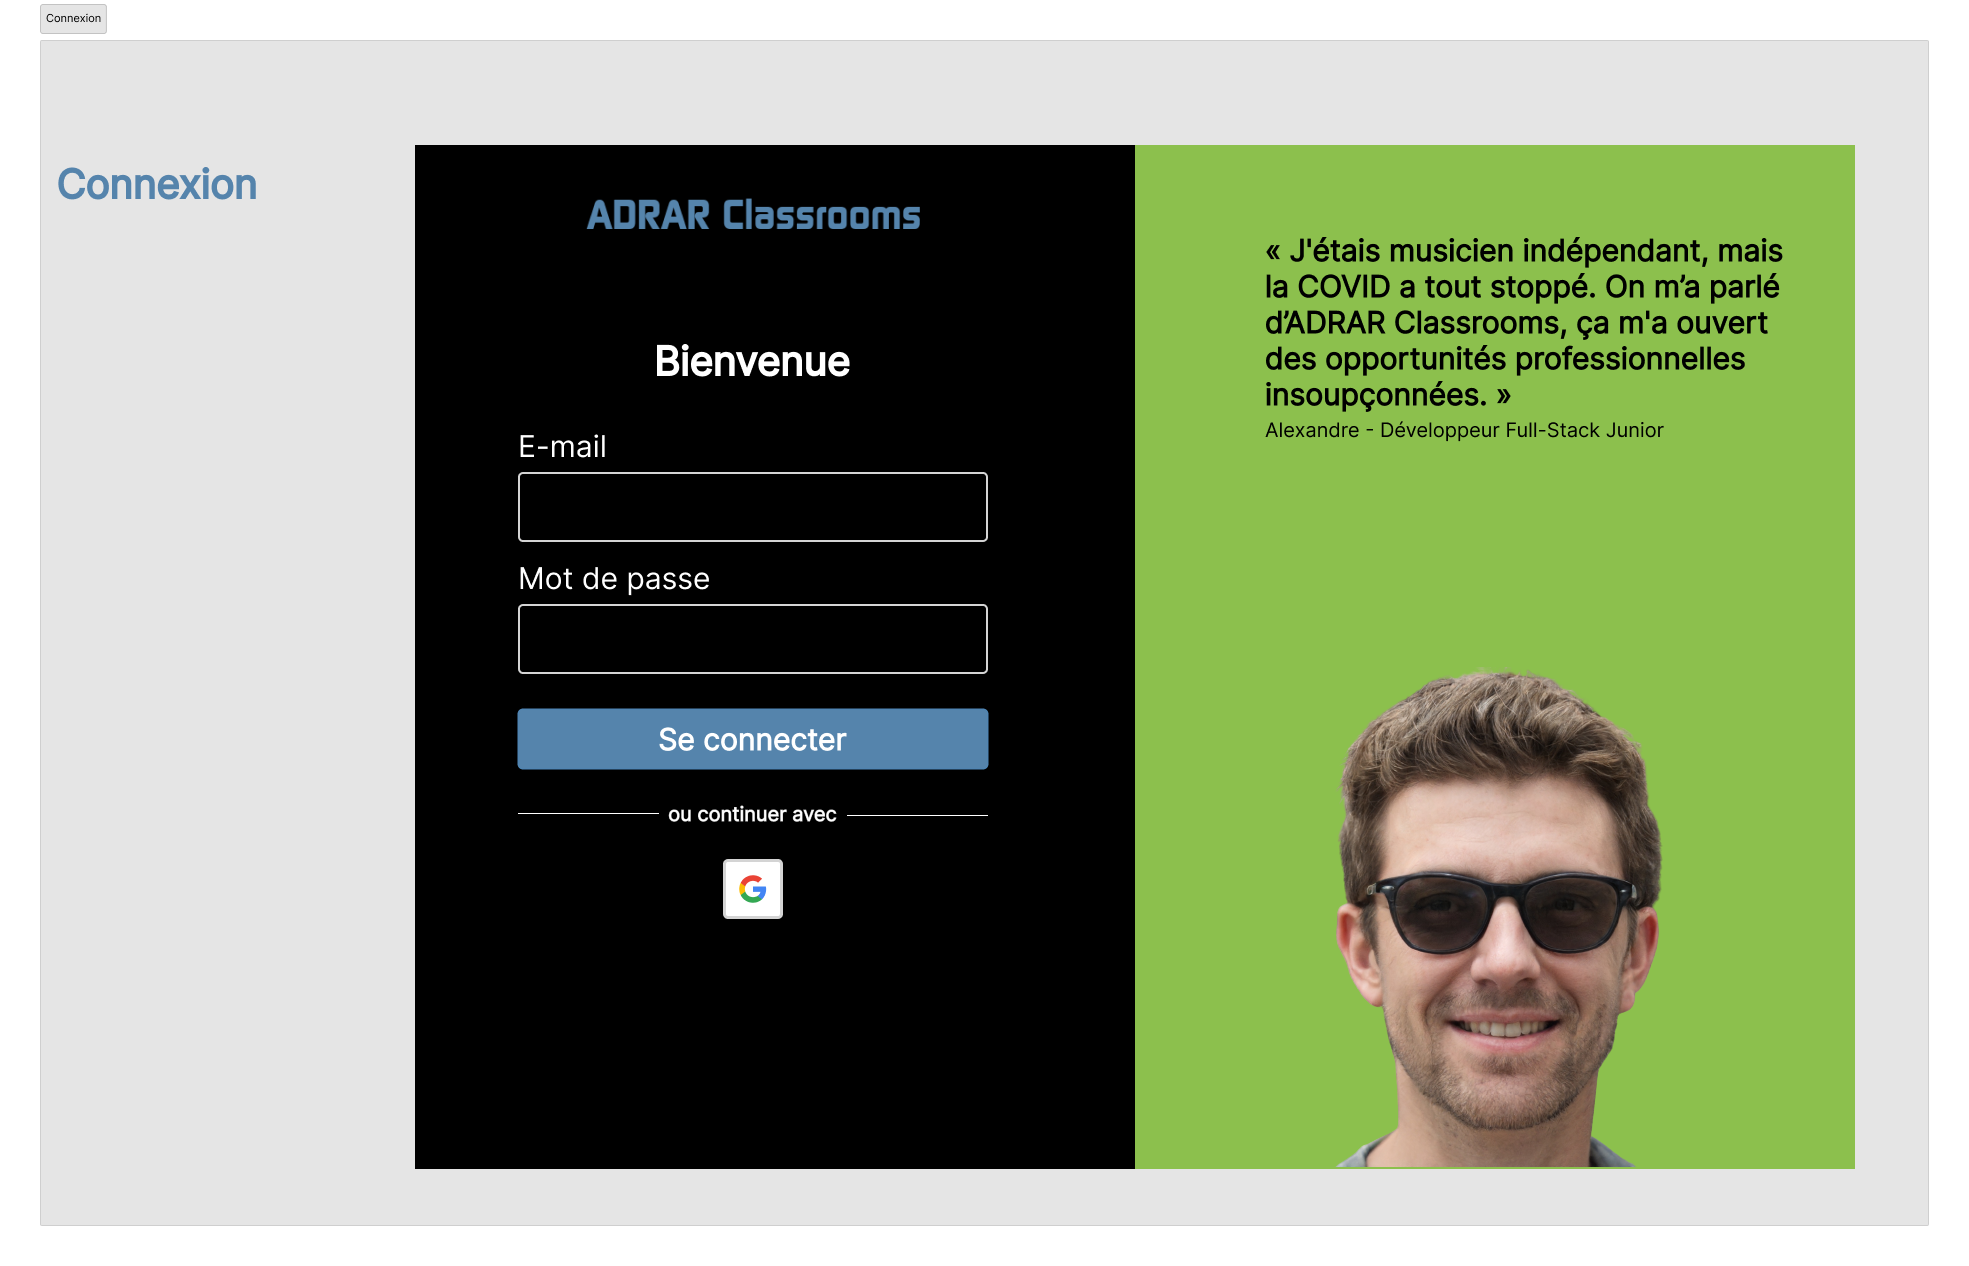 Connexion
Connexion
ADRAR Classrooms
Bienvenue
E-mail
Mot de passe
Se connecter
ou continuer avec
« J'étais musicien indépendant, mais
la COVID a tout stoppé. On m’a parlé
d’ADRAR Classrooms, ça m'a ouvert
des opportunités professionnelles
insoupçonnées. »
Alexandre - Développeur Full-Stack Junior